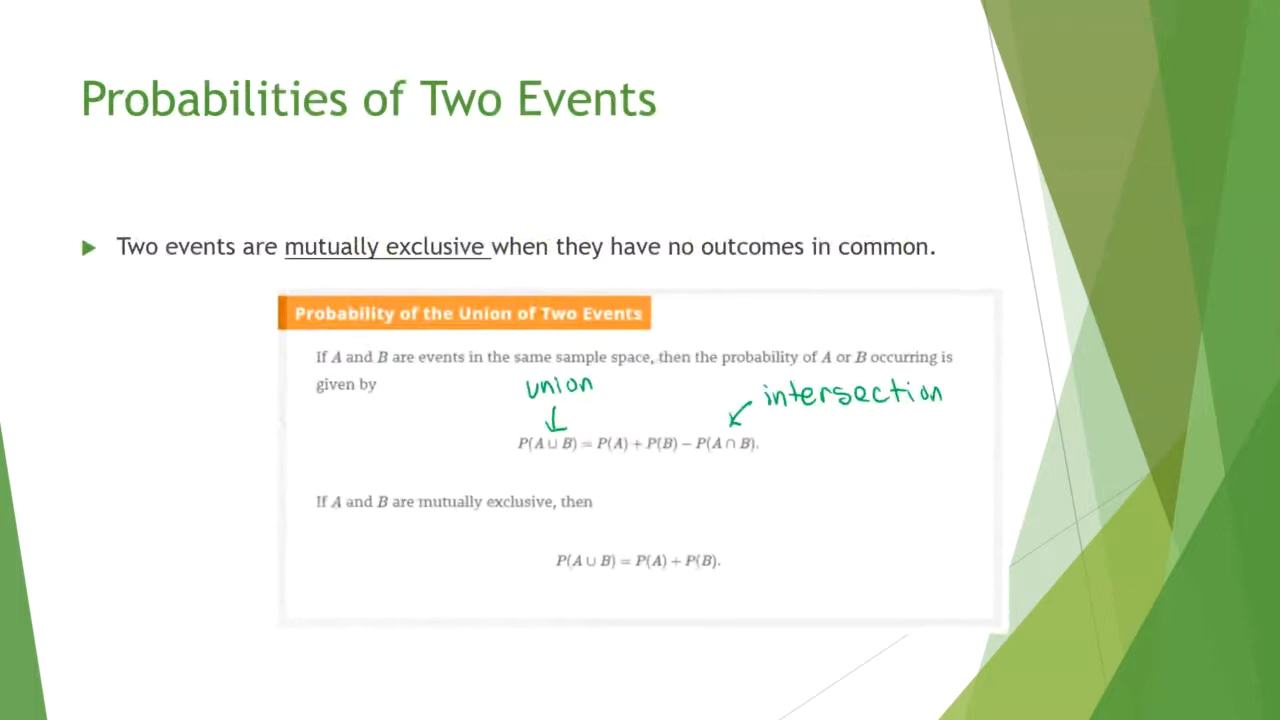 Probabilities of Two Events
Two events are mutually exclusive when they have no outcomes in common.
Probability of the Union of Two Events
If A and B are events in the same sample space, then the probability of A or B occurring is
given by
union
intersection
P(A ∪ B) = P(A) + P(B) − P(A ∩ B).
If A and B are mutually exclusive, then
P(A ∪ B) = P(A) + P(B).